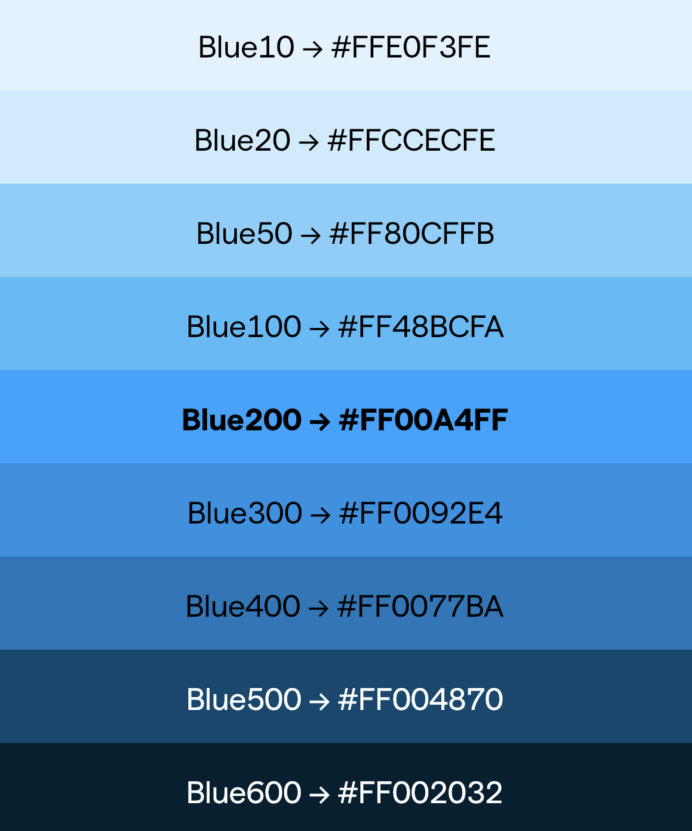 Blue10 → #FFE0F3FE
Blue20 → #FFCCECFE
Blue50 → #FF80CFFB
Blue100 → #FF48BCFA
Blue200 → #FF00A4FF
Blue300 → #FF0092E4
Blue400 → #FF0077BA
Blue500 → #FF004870
Blue600 → #FF002032